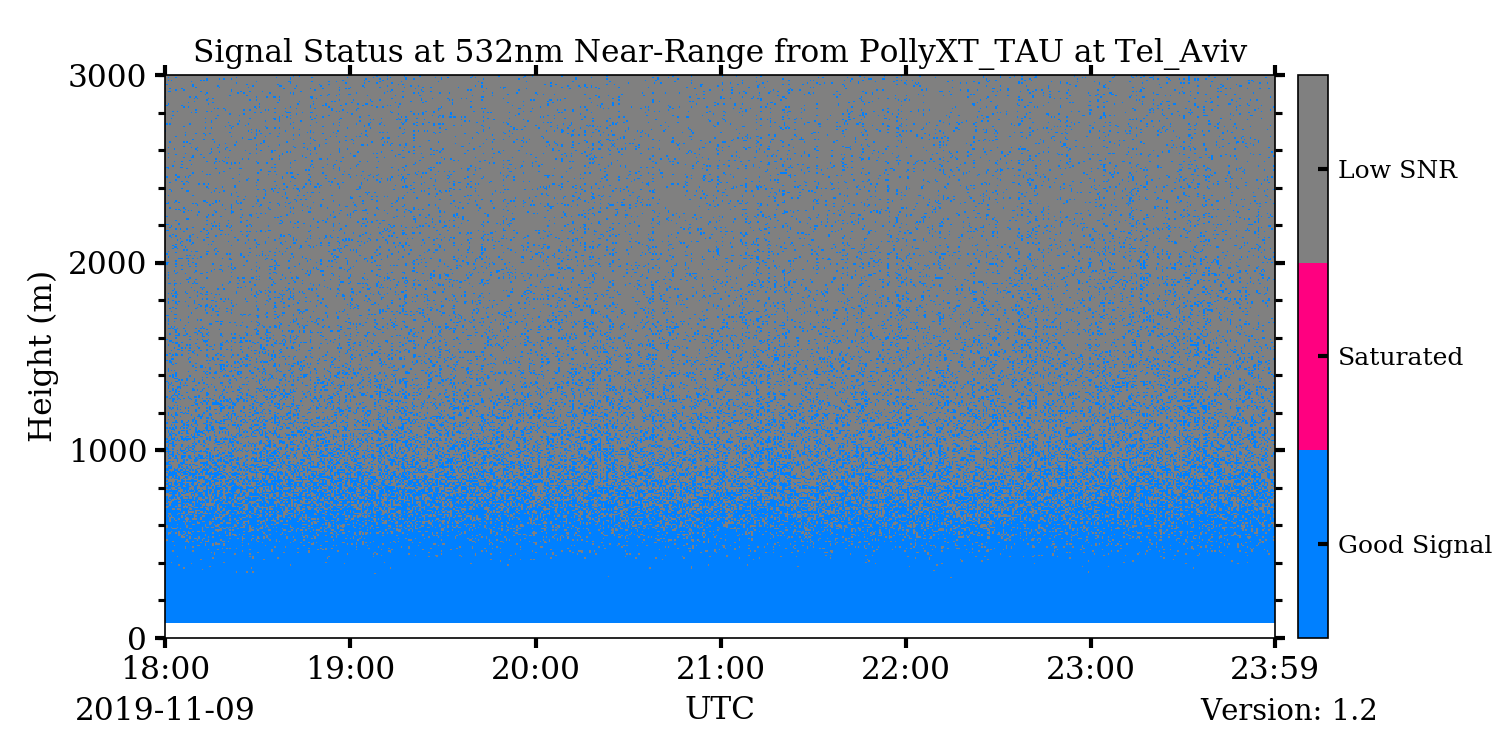 Signal Status at 532nm Near-Range from PollyXT_TAU at Tel_Aviv
3000
2000
1000
0
Height (m)
18:00
19:00
20:00
21:00
22:00
23:00
23:59
2019-11-09
UTC
Version: 1.2
Low SNR
Saturated
Good Signal